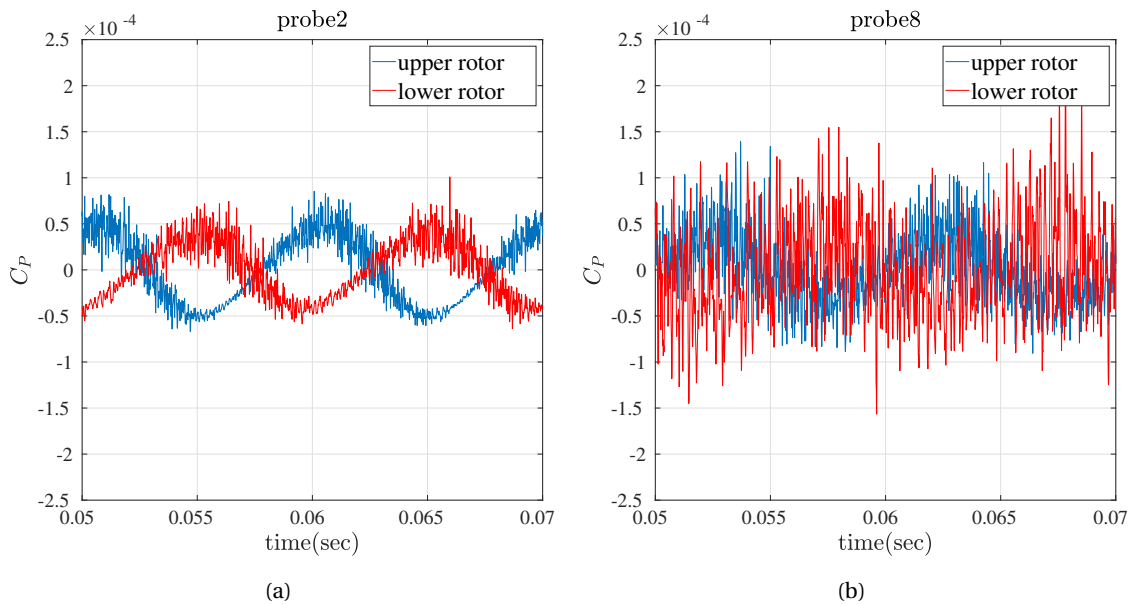 probe2
×10 -4
upper rotor
lower rotor
2.5
2
1.5
1
0.5
0
-0.5
-1
-1.5
-2
-2.5
C_P
0.05 0.055 0.06 0.065 0.07
time(sec)
(a)
probe8
×10 -4
upper rotor
lower rotor
2.5
2
1.5
1
0.5
0
-0.5
-1
-1.5
-2
-2.5
C_P
0.05 0.055 0.06 0.065 0.07
time(sec)
(b)